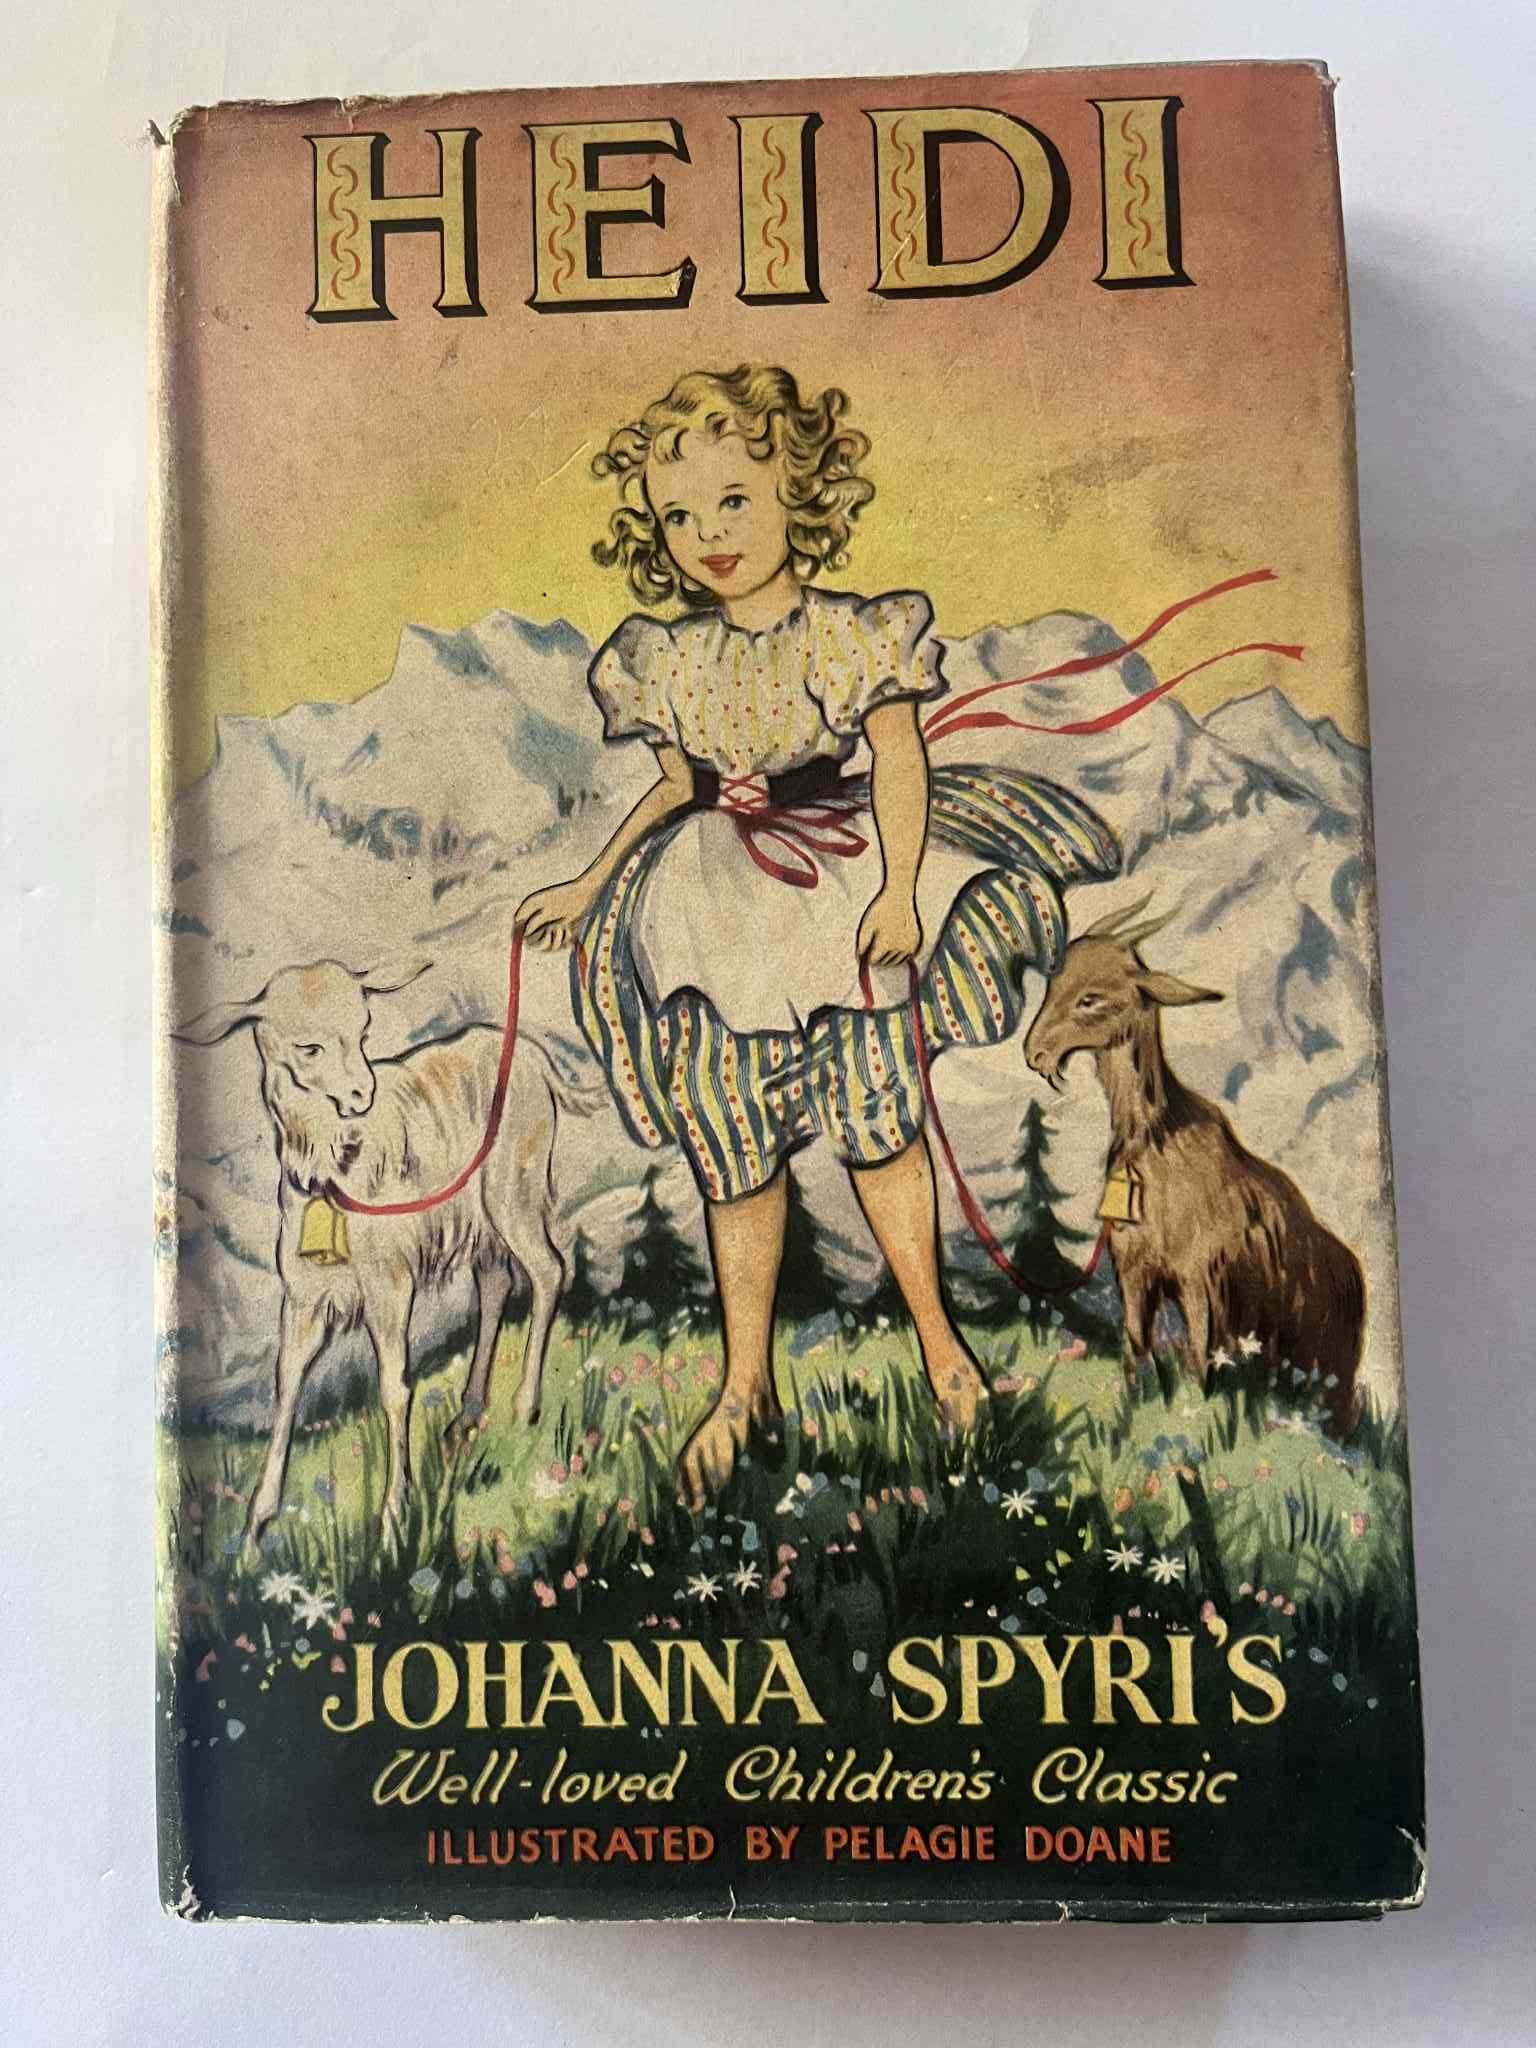 HEIDI
JOHANNA SPYRI'S
Well-loved Children's Classic
ILLUSTRATED BY PELAGIE DOANE